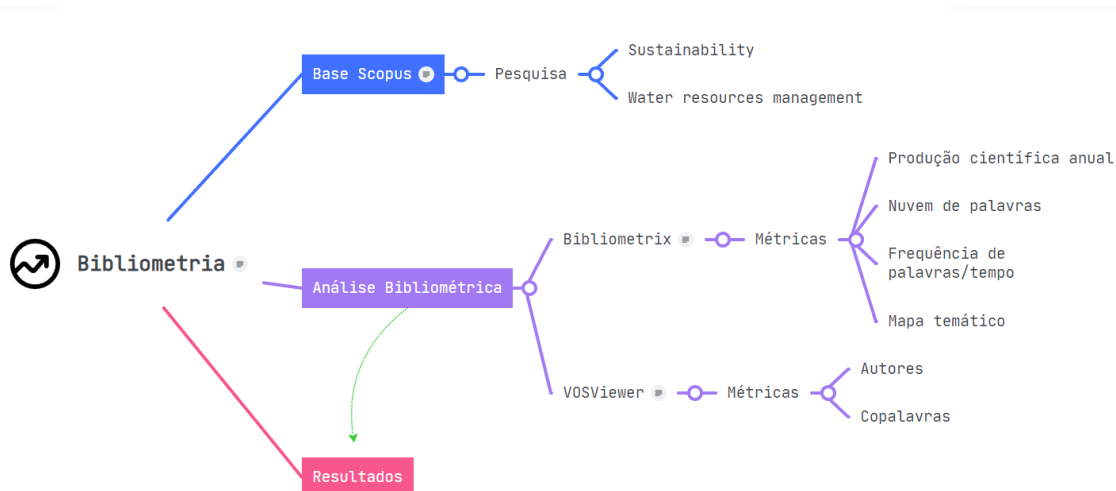 Bibliometria
Base Scopus
Pesquisa
Sustainability
Water resources management
Análise Bibliométrica
Bibliometrix
Métricas
Produção científica anual
Nuvem de palavras
Frequência de
palavras/tempo
Mapa temático
VOSViewer
Métricas
Autores
Copalavras
Resultados